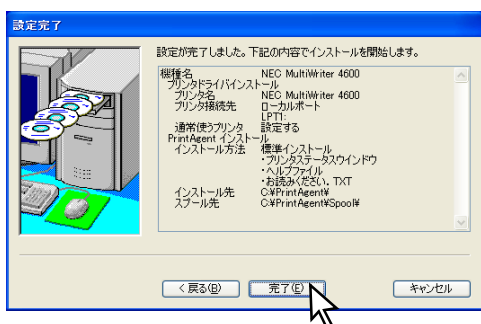 設定完了
設定が完了しました。下記の内容でインストールを開始します。
機種名 NEC MultiWriter 4600
プリンタドライバインストール
プリンタ名 NEC MultiWriter 4600
プリンタ接続先 ローカルポート
LPT1:
通常使うプリンタ 設定する
PrintAgent インストール
インストール方法 標準インストール
・プリンタステータスウインドウ
・ヘルプファイル
・お読みください. TXT
インストール先 C:¥PrintAgent¥
スプール先 C:¥PrintAgent¥Spool¥
< 戻る(B) 完了(E) キャンセル